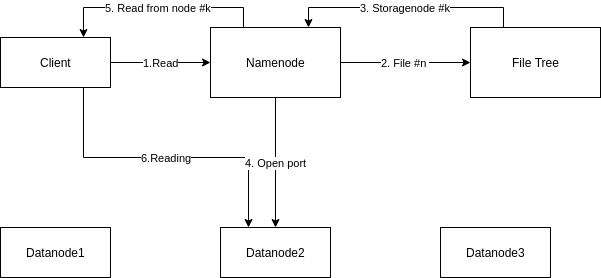 5. Read from node #k
3. Storagenode #k
Client
1.Read
Namenode
2. File #n
File Tree
6.Reading
4. Open port
Datanode1
Datanode2
Datanode3